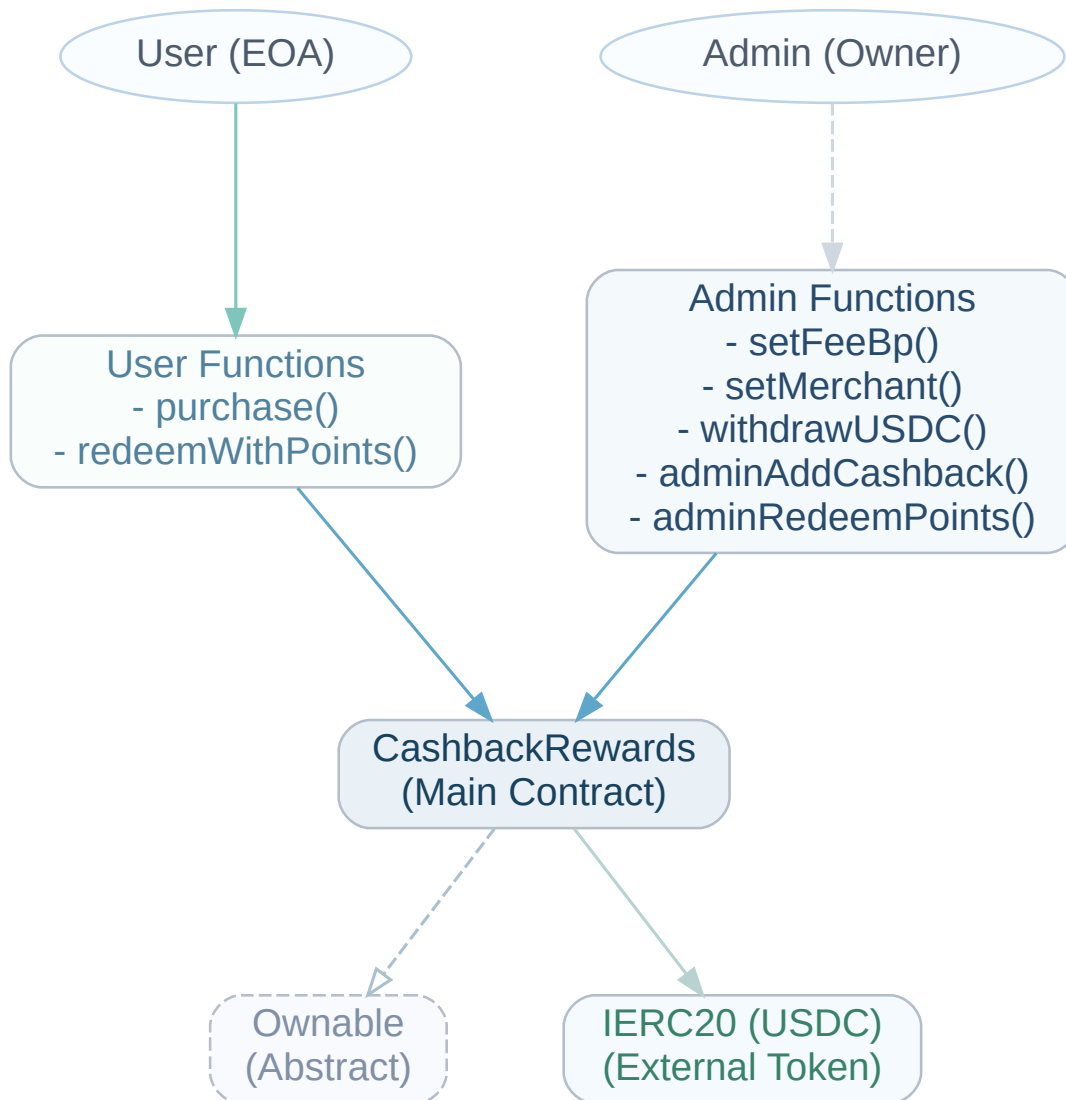 User (EOA)
Admin (Owner)
User Functions
- purchase()
- redeemWithPoints()
Admin Functions
- setFeeBp()
- setMerchant()
- withdrawUSDC()
- adminAddCashback()
- adminRedeemPoints()
CashbackRewards
(Main Contract)
Ownable
(Abstract)
IERC20 (USDC)
(External Token)